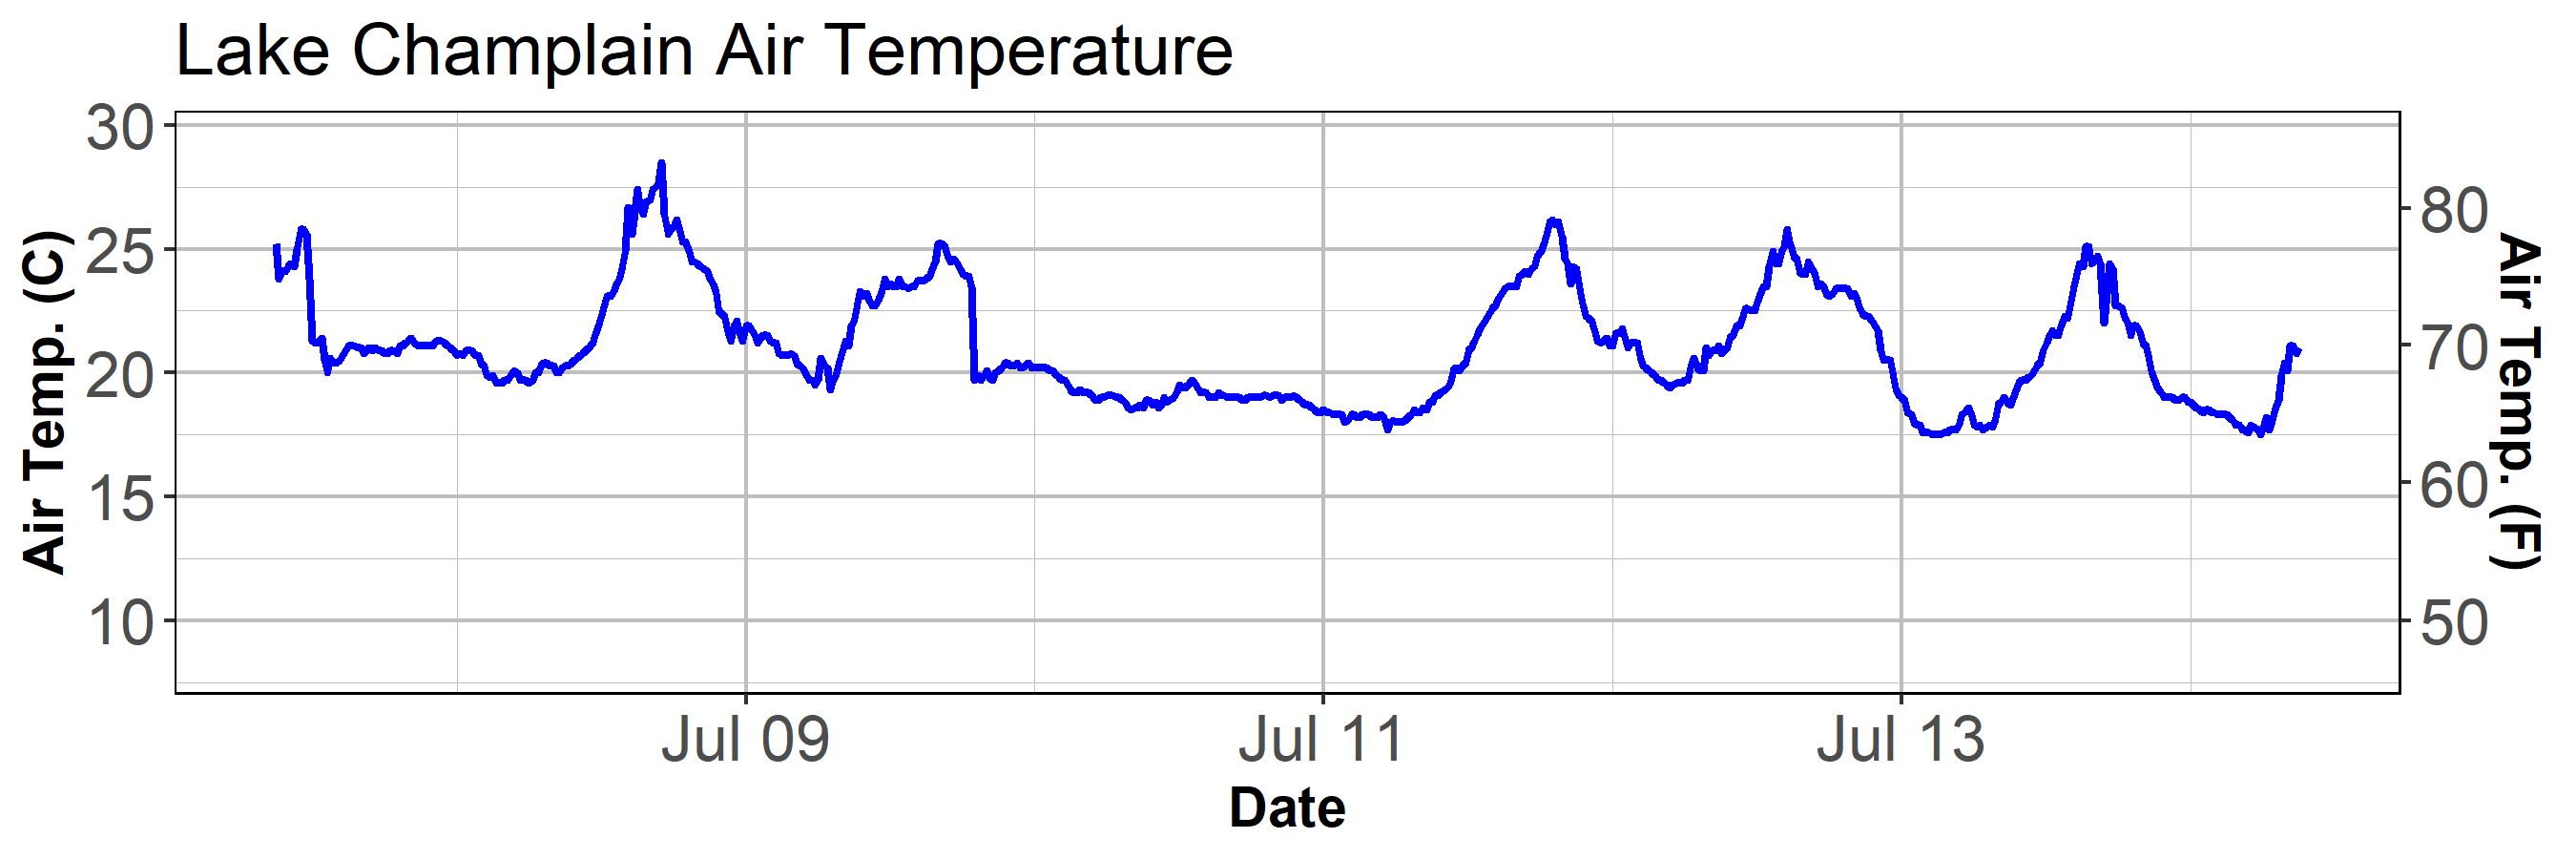 Lake Champlain Air Temperature
Air Temp. (C)
30
25
20
15
10
80
70
60
50
Air Temp. (F)
Jul 09 Jul 11 Jul 13
Date